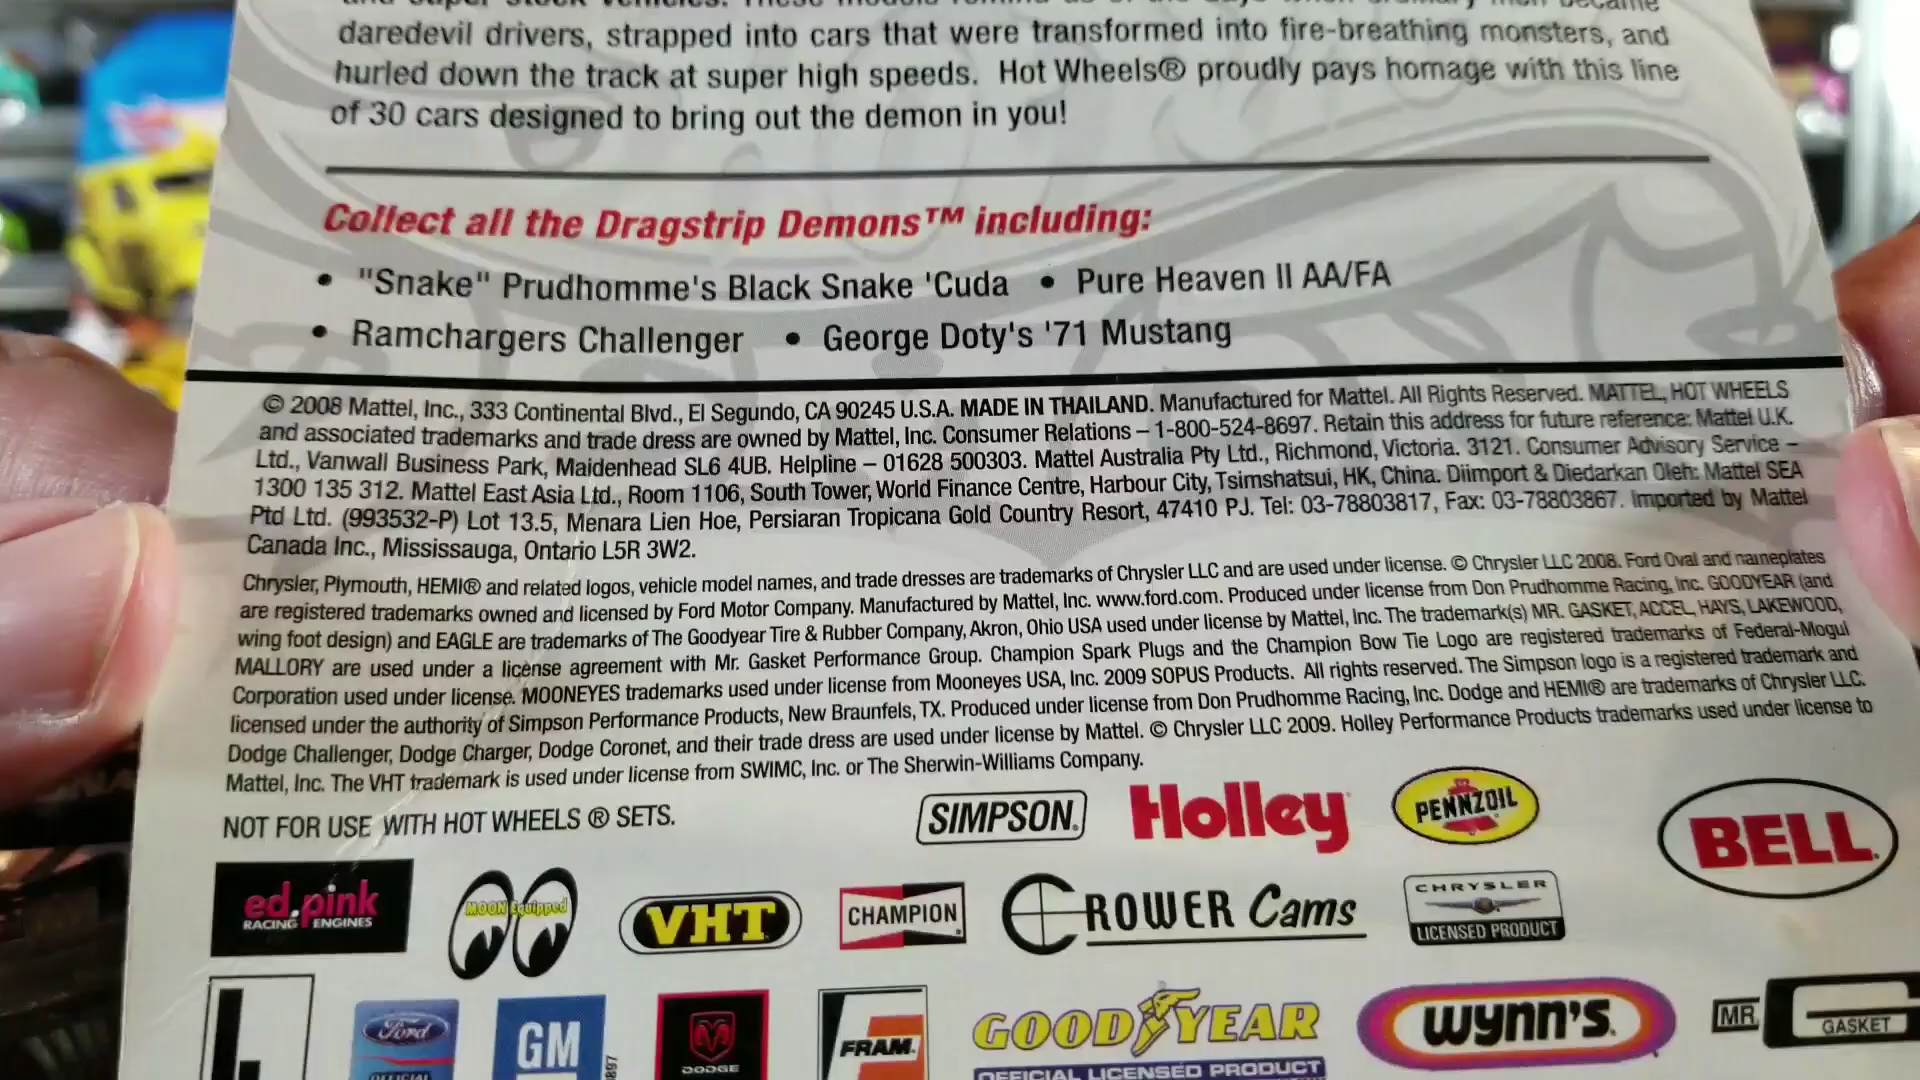 daredevil drivers, strapped into cars that were transformed into fire-breathing monsters, and
hurled down the track at super high speeds. Hot Wheels® proudly pays homage with this line
of 30 cars designed to bring out the demon in you!
Collect all the Dragstrip Demons™ including:
• "Snake" Prudhomme's Black Snake 'Cuda • Pure Heaven II AA/FA
• Ramchargers Challenger • George Doty's '71 Mustang
© 2008 Mattel, Inc., 333 Continental Blvd., El Segundo, CA 90245 U.S.A. MADE IN THAILAND. Manufactured for Mattel. All Rights Reserved. MATTEL, HOT WHEELS
and associated trademarks and trade dress are owned by Mattel, Inc. Consumer Relations – 1-800-524-8697. Retain this address for future reference: Mattel U.K.
Ltd., Vanwall Business Park, Maidenhead SL6 4UB. Helpline – 01628 500303. Mattel Australia Pty Ltd., Richmond, Victoria. 3121. Consumer Advisory Service –
1300 135 312. Mattel East Asia Ltd., Room 1106, South Tower, World Finance Centre, Harbour City, Tsimshatsui, HK, China. Diimport & Diedarkan Oleh: Mattel SEA
Ptd Ltd. (993532-P) Lot 13.5, Menara Lien Hoe, Persiaran Tropicana Gold Country Resort, 47410 PJ. Tel: 03-78803817, Fax: 03-78803867. Imported by Mattel
Canada Inc., Mississauga, Ontario L5R 3W2.
Chrysler, Plymouth, HEMI® and related logos, vehicle model names, and trade dresses are trademarks of Chrysler LLC and are used under license. © Chrysler LLC 2008. Ford Oval and nameplates
are registered trademarks owned and licensed by Ford Motor Company. Manufactured by Mattel, Inc. www.ford.com. Produced under license from Don Prudhomme Racing, Inc. GOODYEAR (and
wing foot design) and EAGLE are trademarks of The Goodyear Tire & Rubber Company, Akron, Ohio USA used under license by Mattel, Inc. The trademark(s) MR. GASKET, ACCEL, HAYS, LAKEWOOD,
MALLORY are used under a license agreement with Mr. Gasket Performance Group. Champion Spark Plugs and the Champion Bow Tie Logo are registered trademarks of Federal-Mogul
Corporation used under license. MOONEYES trademarks used under license from Mooneyes USA, Inc. 2009 SOPUS Products. All rights reserved. The Simpson logo is a registered trademark and
licensed under the authority of Simpson Performance Products, New Braunfels, TX. Produced under license from Don Prudhomme Racing, Inc. Dodge and HEMI® are trademarks of Chrysler LLC.
Dodge Challenger, Dodge Charger, Dodge Coronet, and their trade dress are used under license by Mattel. © Chrysler LLC 2009. Holley Performance Products trademarks used under license to
Mattel, Inc. The VHT trademark is used under license from SWIMC, Inc. or The Sherwin-Williams Company.
NOT FOR USE WITH HOT WHEELS ® SETS.
SIMPSON. Holley PENNZOIL BELL
ed.pink RACING ENGINES
MOON Equipped
VHT
CHAMPION
CROWER Cams
CHRYSLER LICENSED PRODUCT
Ford OFFICIAL
GM
DODGE
FRAM
GOODYEAR OFFICIAL LICENSED PRODUCT
WYNN'S
MR. GASKET